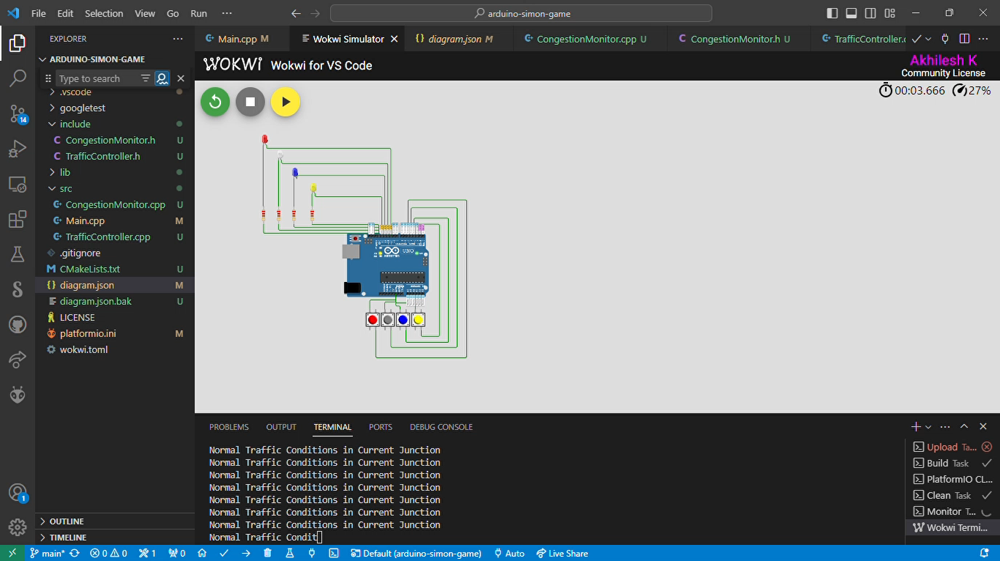 File Edit Selection View Go Run ··· arduino-simon-game
EXPLORER ···
ARDUINO-SIMON-GAME
Type to search
.vscode
googletest
include
CongestionMonitor.h U
TrafficController.h U
lib
src
CongestionMonitor.cpp U
Main.cpp M
TrafficController.cpp U
.gitignore
CMakeLists.txt U
diagram.json M
diagram.json.bak U
LICENSE
platformio.ini M
wokwi.toml
OUTLINE
TIMELINE
14
1
Main.cpp M Wokwi Simulator diagram.json M CongestionMonitor.cpp U CongestionMonitor.h U TrafficController.c
WOKWI Wokwi for VS Code
Akhilesh K
Community License
00:03.666 27%
UNO
PROBLEMS OUTPUT TERMINAL PORTS DEBUG CONSOLE
Normal Traffic Conditions in Current Junction
Normal Traffic Conditions in Current Junction
Normal Traffic Conditions in Current Junction
Normal Traffic Conditions in Current Junction
Normal Traffic Conditions in Current Junction
Normal Traffic Conditions in Current Junction
Normal Traffic Conditions in Current Junction
Normal Traffic Condit
Upload Ta...
Build Task
PlatformIO CL...
Clean Task
Monitor T...
Wokwi Termi...
main* 0 0 1 0 Default (arduino-simon-game) Auto Live Share